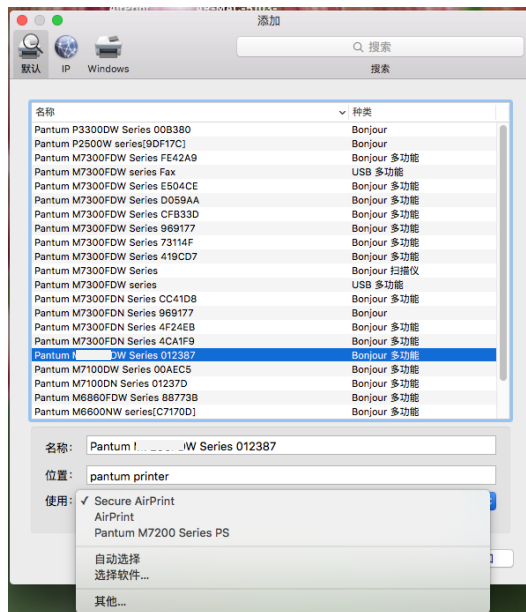 添加
默认 IP Windows
搜索
搜索
名称 种类
Pantum P3300DW Series 00B380 Bonjour
Pantum P2500W series[9DF17C] Bonjour
Pantum M7300FDW Series FE42A9 Bonjour 多功能
Pantum M7300FDW series Fax USB 多功能
Pantum M7300FDW Series E504CE Bonjour 多功能
Pantum M7300FDW Series D059AA Bonjour 多功能
Pantum M7300FDW Series CFB33D Bonjour 多功能
Pantum M7300FDW Series 969177 Bonjour 多功能
Pantum M7300FDW Series 73114F Bonjour 多功能
Pantum M7300FDW Series 419CD7 Bonjour 多功能
Pantum M7300FDW Series Bonjour 扫描仪
Pantum M7300FDW series USB 多功能
Pantum M7300FDN Series CC41D8 Bonjour 多功能
Pantum M7300FDN Series 969177 Bonjour
Pantum M7300FDN Series 4F24EB Bonjour 多功能
Pantum M7300FDN Series 4CA1F9 Bonjour 多功能
Pantum DW Series 012387 Bonjour 多功能
Pantum M7100DW Series 00AEC5 Bonjour 多功能
Pantum M7100DN Series 01237D Bonjour 多功能
Pantum M6860FDW Series 88773B Bonjour 多功能
Pantum M6600NW series[C7170D] Bonjour 多功能
名称: Pantum W Series 012387
位置: pantum printer
使用: ✓ Secure AirPrint
AirPrint
Pantum M7200 Series PS
自动选择
选择软件...
其他...